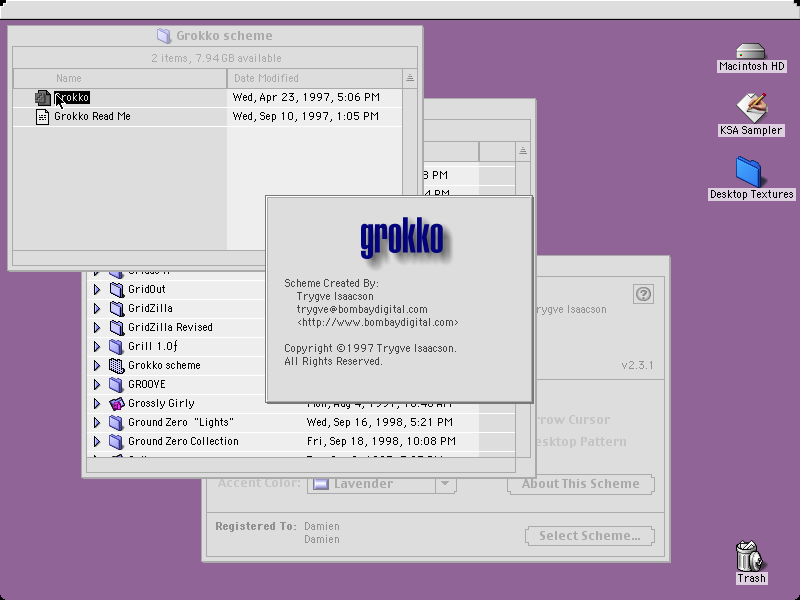 Grokko scheme
2 items, 7.94GB available
Name
Date Modified
Grokko
Wed, Apr 23, 1997, 5:06 PM
Grokko Read Me
Wed, Sep 10, 1997, 1:05 PM
Macintosh HD
KSA Sampler
Desktop Textures
8 PM
4 PM
GridOut
GridZilla
GridZilla Revised
Grill 1.0f
Grokko scheme
GROOVE
Grossly Girly
Mon, Aug 4, 1997, 10:48 AM
Ground Zero "Lights"
Wed, Sep 16, 1998, 5:21 PM
Ground Zero Collection
Fri, Sep 18, 1998, 10:08 PM
grokko
Scheme Created By:
Trygve Isaacson
trygve@bombaydigital.com
<http://www.bombaydigital.com>
Copyright ©1997 Trygve Isaacson.
All Rights Reserved.
rygve Isaacson
v2.3.1
rrow Cursor
esktop Pattern
Accent Color:
Lavender
About This Scheme
Registered To:
Damien
Damien
Select Scheme...
Trash